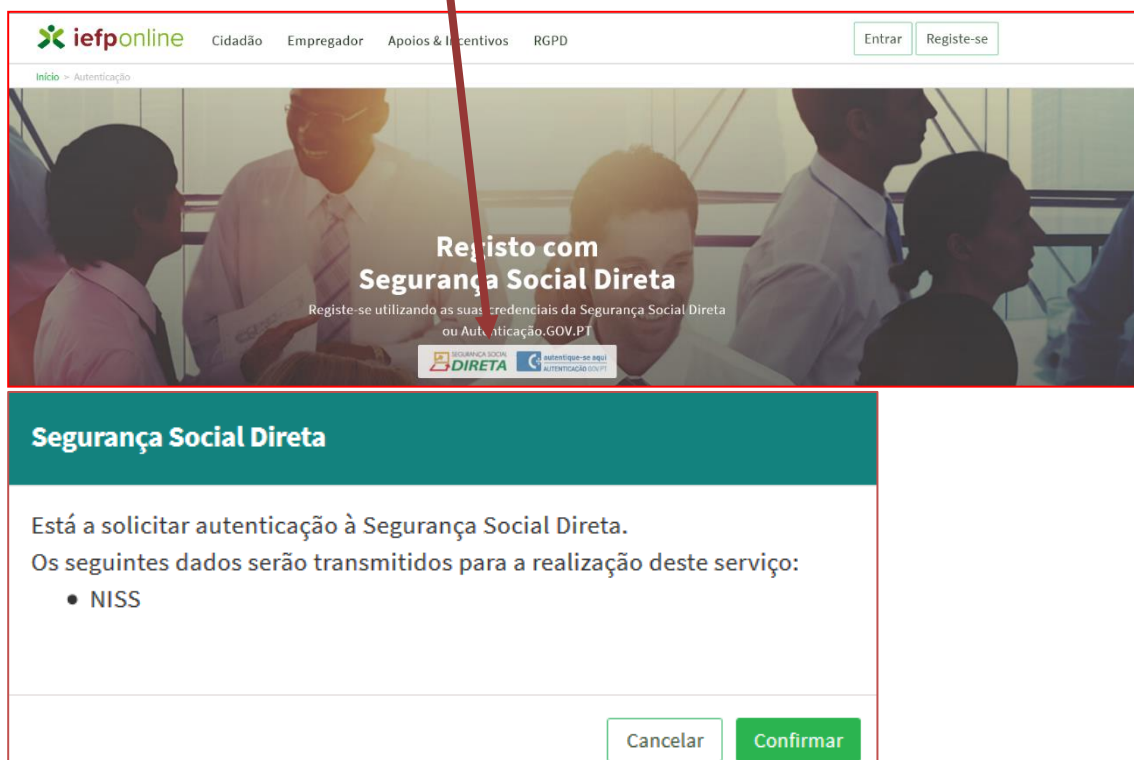 iefponline
Cidadão Empregador Apoios & Incentivos RGPD
Entrar Registe-se
Início > Autenticação
Registo com
Segurança Social Direta
Registe-se utilizando as suas credenciais da Segurança Social Direta
ou Autenticação.GOV.PT
SEGURANÇA SOCIAL
DIRETA
autentique-se aqui
AUTENTICAÇÃO GOV PT
Segurança Social Direta
Está a solicitar autenticação à Segurança Social Direta.
Os seguintes dados serão transmitidos para a realização deste serviço:
• NISS
Cancelar Confirmar